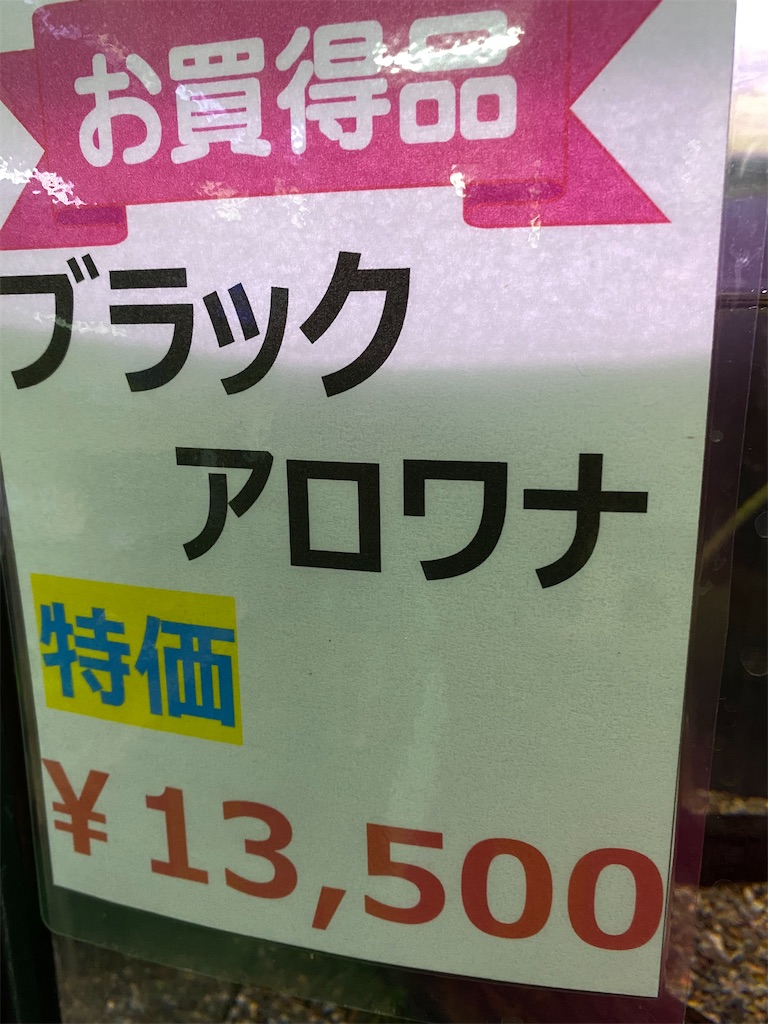 お買得品
ブラック
アロワナ
特価
¥13,500